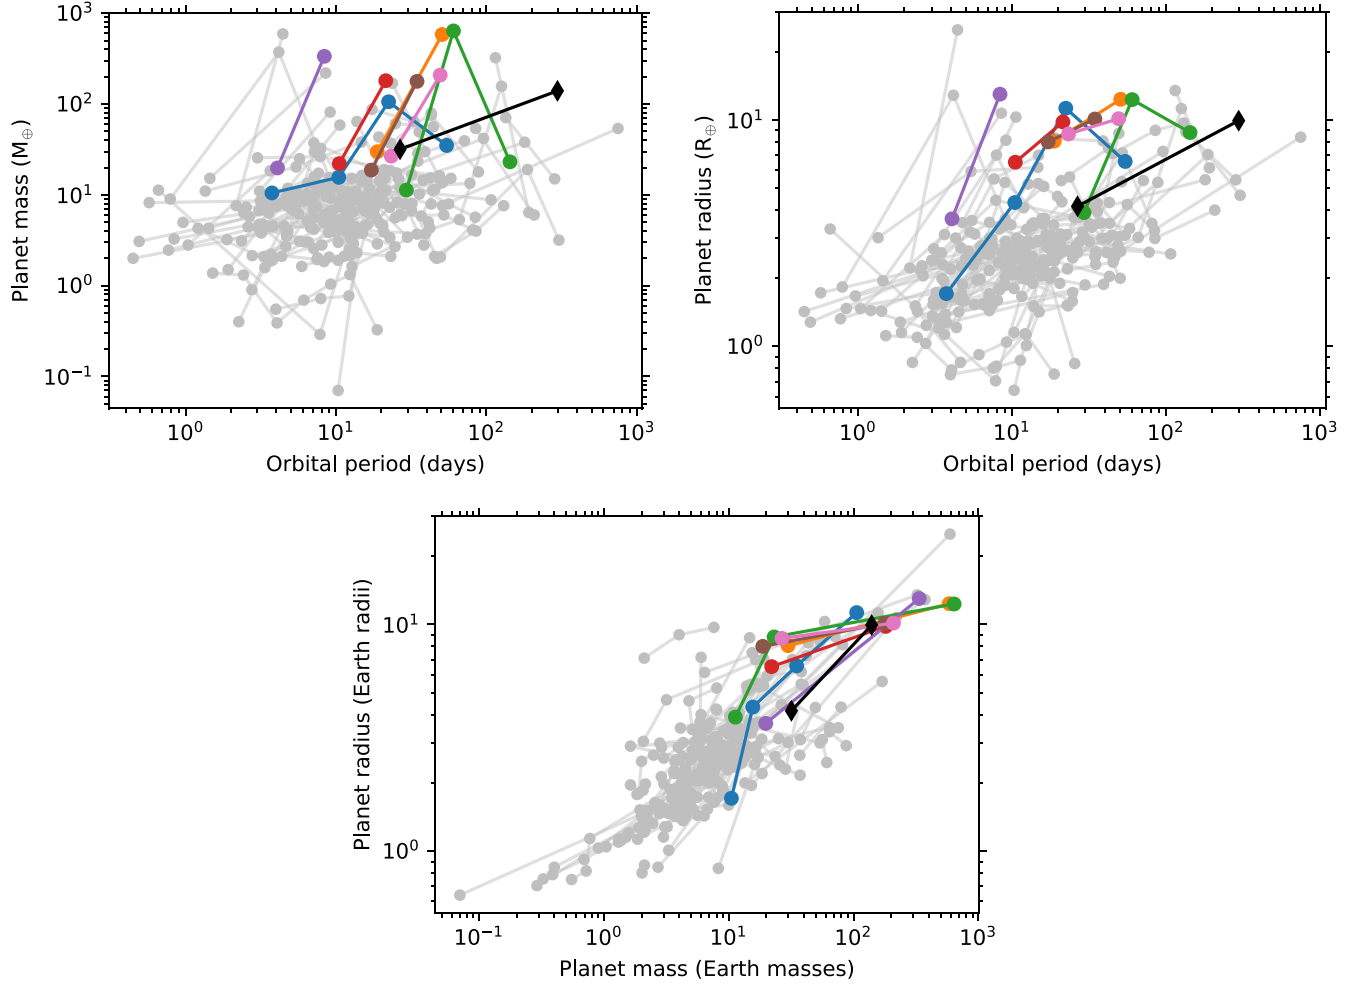 10³
10²
10¹
10⁰
10⁻¹
Planet mass (M⊕)
10⁰ 10¹ 10² 10³
Orbital period (days)
10¹
10⁰
Planet radius (R⊕)
10⁰ 10¹ 10² 10³
Orbital period (days)
10¹
10⁰
Planet radius (Earth radii)
10⁻¹ 10⁰ 10¹ 10² 10³
Planet mass (Earth masses)